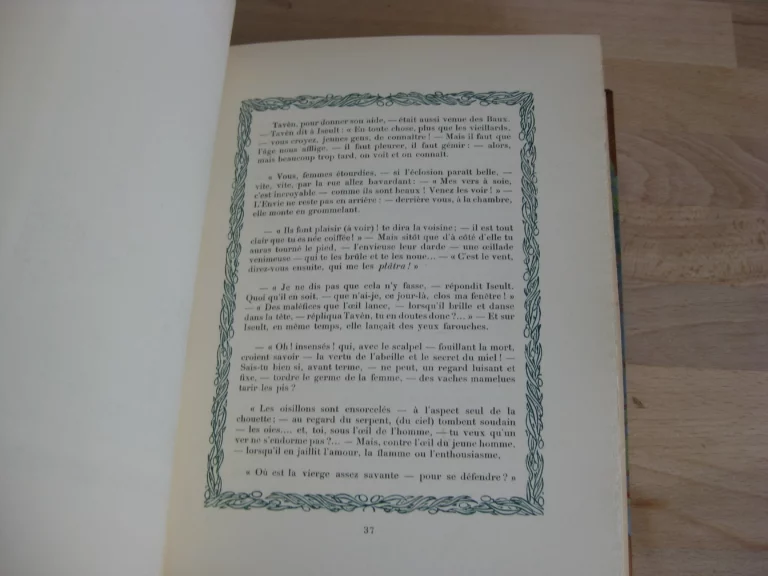 Tavèn, pour donner son aide, — était aussi venue des Baux.
— Tavèn dit à Iseult : « En toute chose, plus que les vieillards,
— vous croyez, jeunes gens, de connaître ! — Mais il faut que
l'âge nous afflige, — il faut pleurer, il faut gémir : — alors,
mais beaucoup trop tard, on voit et on connaît.
« Vous, femmes étourdies, — si l'éclosion paraît belle, —
vite, vite, par la rue allez bavardant : — « Mes vers à soie,
c'est incroyable — comme ils sont beaux ! Venez les voir ! » —
L'Envie ne reste pas en arrière : — derrière vous, à la chambre,
elle monte en grommelant.
— « Ils font plaisir (à voir) ! te dira la voisine; — il est tout
clair que tu es née coiffée ! » — Mais sitôt que d'à côté d'elle tu
auras tourné le pied, — l'envieuse leur darde — une œillade
venimeuse — qui te les brûle et te les noue... — « C'est le vent,
direz-vous ensuite, qui me les plâtra ! »
— « Je ne dis pas que cela n'y fasse, — répondit Iseult.
Quoi qu'il en soit, — que n'ai-je, ce jour-là, clos ma fenêtre ! »
— « Des maléfices que l'œil lance, — lorsqu'il brille et danse
dans la tête, — répliqua Tavèn, tu en doutes donc ?... » — Et sur
Iseult, en même temps, elle lançait des yeux farouches.
— « Oh ! insensés ! qui, avec le scalpel — fouillant la mort,
croient savoir — la vertu de l'abeille et le secret du miel ! —
Sais-tu bien si, avant terme, — ne peut, un regard luisant et
fixe, — tordre le germe de la femme, — des vaches mamelues
tarir les pis ?
« Les oisillons sont ensorcelés — à l'aspect seul de la
chouette; — au regard du serpent, (du ciel) tombent soudain
— les oies.... et, toi, sous l'œil de l'homme, — tu veux qu'un
ver ne s'endorme pas ?... — Mais, contre l'œil du jeune homme,
— lorsqu'il en jaillit l'amour, la flamme ou l'enthousiasme,
« Où est la vierge assez savante — pour se défendre ? »
37